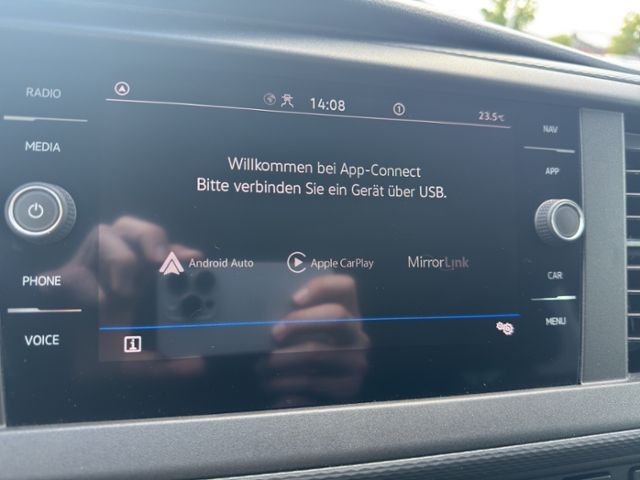 RADIO
MEDIA
PHONE
VOICE
14:08
1
23.5°C
Willkommen bei App-Connect
Bitte verbinden Sie ein Gerät über USB.
Android Auto
Apple CarPlay
MirrorLink
i
NAV
APP
CAR
MENU